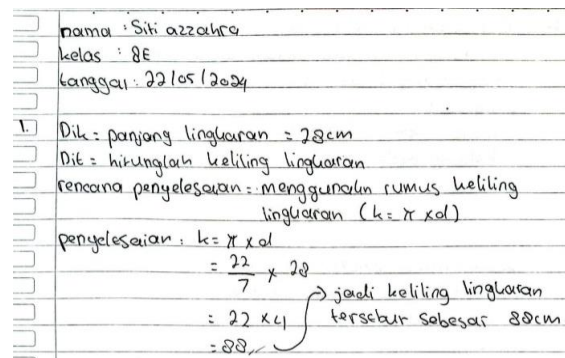 nama : Siti azzahra
kelas : 8E
tanggal : 22/05/2024
1. Dik = panjang lingkaran = 28cm
Dit = hitunglah keliling lingkaran
rencana penyelesaian = menggunakn rumus keliling
lingkaran (k = π x d)
penyelesaian : k = π x d
= 22/7 x 28
= 22 x 4
= 88
jadi keliling lingkaran
tersebut sebesar 88cm